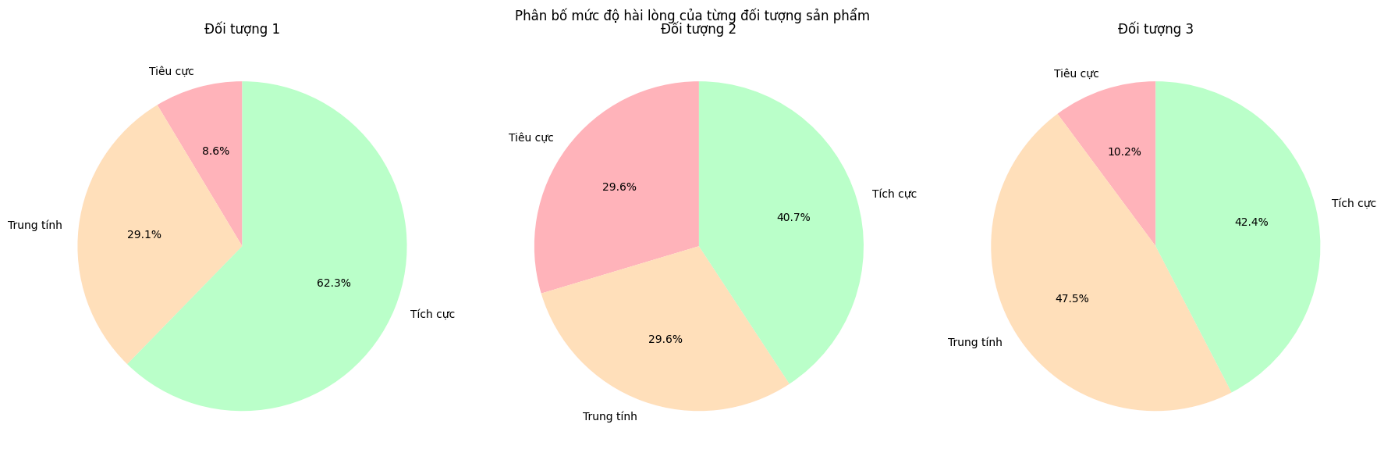 Phân bố mức độ hài lòng của từng đối tượng sản phẩm
Đối tượng 1
Tiêu cực
8.6%
Trung tính
29.1%
62.3%
Tích cực
Đối tượng 2
Tiêu cực
29.6%
40.7%
Tích cực
29.6%
Trung tính
Đối tượng 3
Tiêu cực
10.2%
Tích cực
42.4%
47.5%
Trung tính